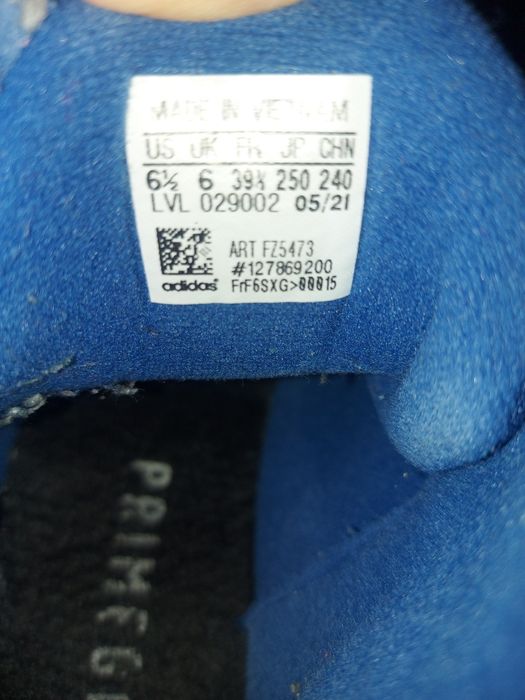 MADE IN VIETNAM
US UK FR JP CHN
6½ 6 39⅓ 250 240
LVL 029002 05/21
ART FZ5473
#127869200
adidas FrF6SXG>00015
PRIMEG